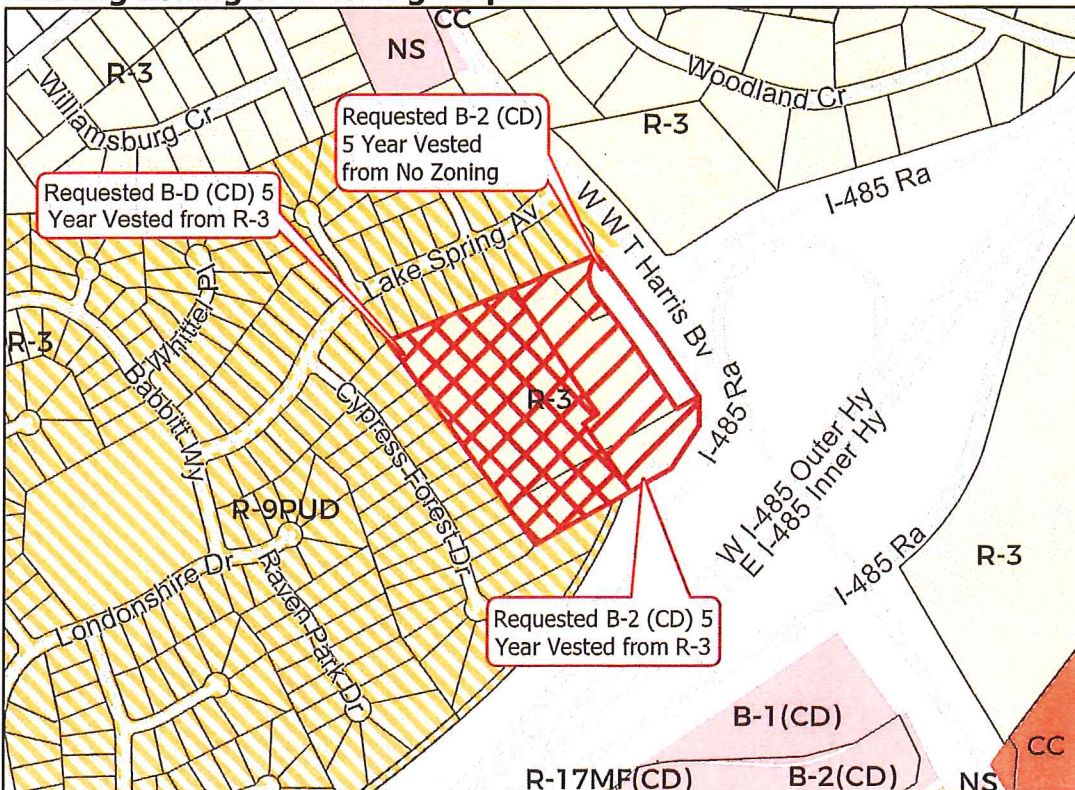 CC
NS
R-3
Williamsburg Cr
Woodland Cr
R-3
Requested B-2 (CD)
5 Year Vested
from No Zoning
Requested B-D (CD) 5
Year Vested from R-3
I-485 Ra
W W T Harris Bv
Lake Spring Av
Whittel Pl
R-3
Babbitt Wy
R-3
I-485 Ra
Cypress Forest Dr
W I-485 Outer Hy
E I-485 Inner Hy
R-9PUD
I-485 Ra
R-3
Londonshire Dr
Raven Park Dr
Requested B-2 (CD) 5
Year Vested from R-3
B-1(CD)
CC
R-17MF(CD)
B-2(CD)
NS